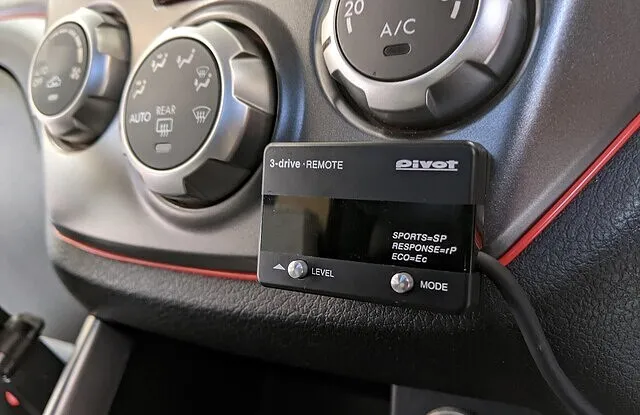 20
A/C
AUTO
REAR
3-drive·REMOTE
Pivot
SPORTS=SP
RESPONSE=rP
ECO=Ec
LEVEL
MODE